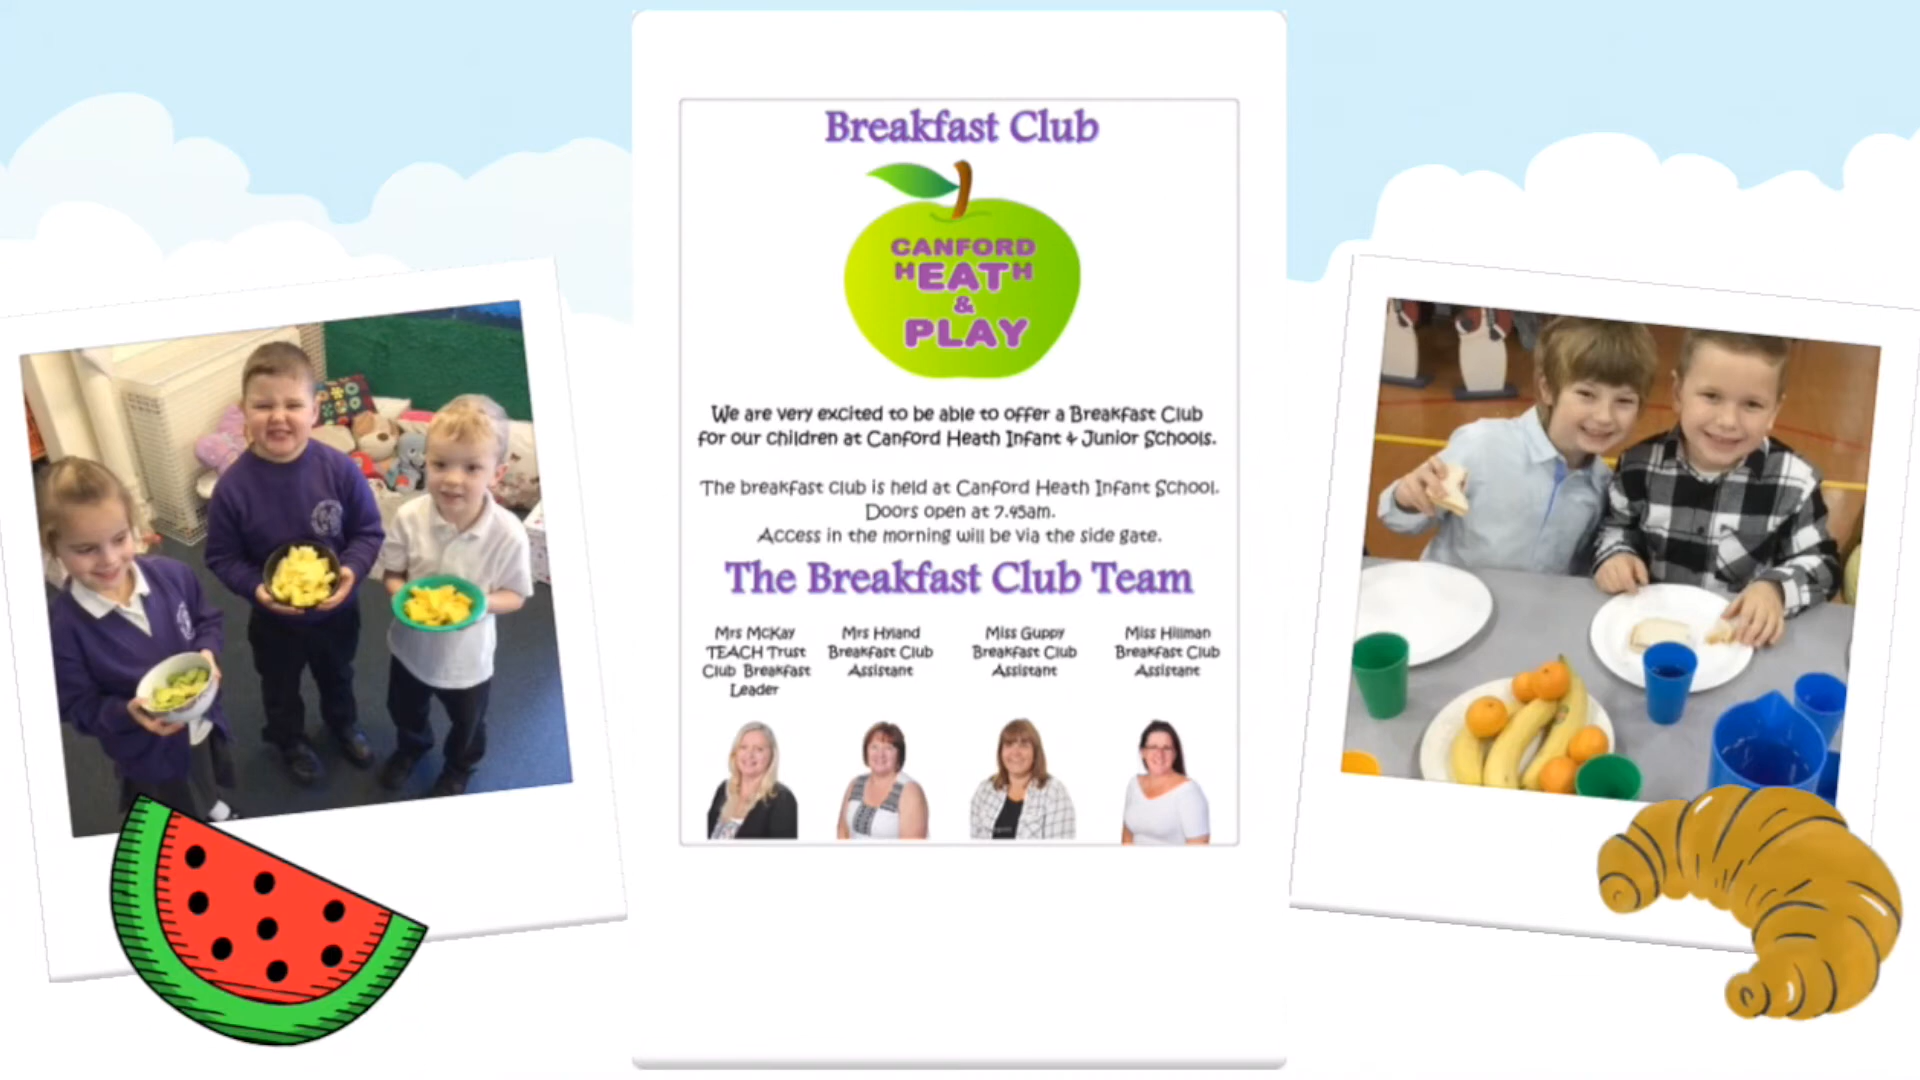 Breakfast Club
CANFORD
HEATH
&
PLAY
We are very excited to be able to offer a Breakfast Club
for our children at Canford Heath Infant & Junior Schools.
The breakfast club is held at Canford Heath Infant School.
Doors open at 7.45am.
Access in the morning will be via the side gate.
The Breakfast Club Team
Mrs McKay
TEACH Trust
Club Breakfast
Leader
Mrs Hyland
Breakfast Club
Assistant
Miss Guppy
Breakfast Club
Assistant
Miss Hillman
Breakfast Club
Assistant